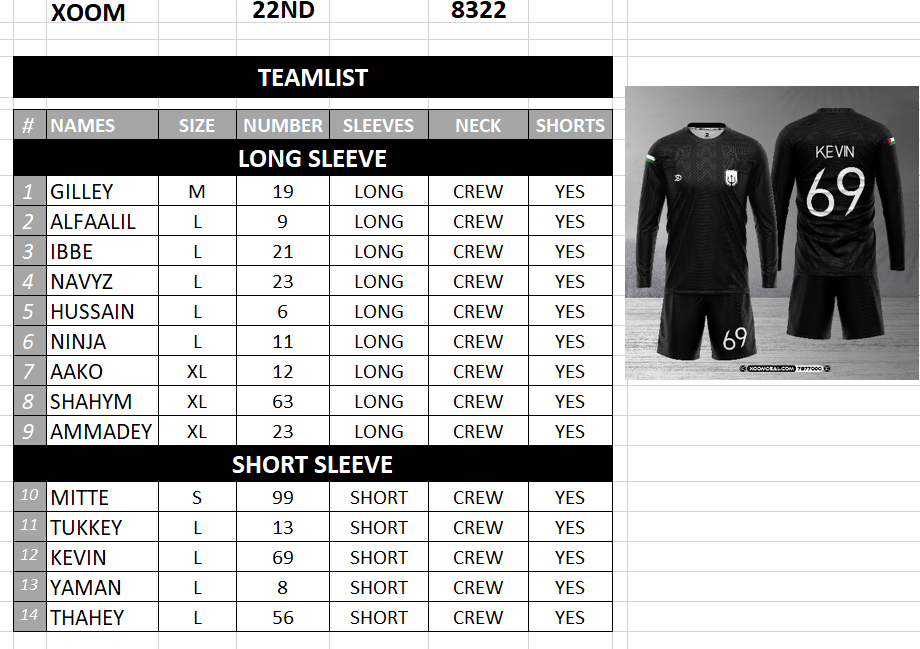 XOOM 22ND 8322
TEAMLIST
# NAMES SIZE NUMBER SLEEVES NECK SHORTS
LONG SLEEVE
1 GILLEY M 19 LONG CREW YES
2 ALFAALIL L 9 LONG CREW YES
3 IBBE L 21 LONG CREW YES
4 NAVYZ L 23 LONG CREW YES
5 HUSSAIN L 6 LONG CREW YES
6 NINJA L 11 LONG CREW YES
7 AAKO XL 12 LONG CREW YES
8 SHAHYM XL 63 LONG CREW YES
9 AMMADEY XL 23 LONG CREW YES
SHORT SLEEVE
10 MITTE S 99 SHORT CREW YES
11 TUKKEY L 13 SHORT CREW YES
12 KEVIN L 69 SHORT CREW YES
13 YAMAN L 8 SHORT CREW YES
14 THAHEY L 56 SHORT CREW YES
KEVIN
69
69
XOOMDEAL.COM 7977000